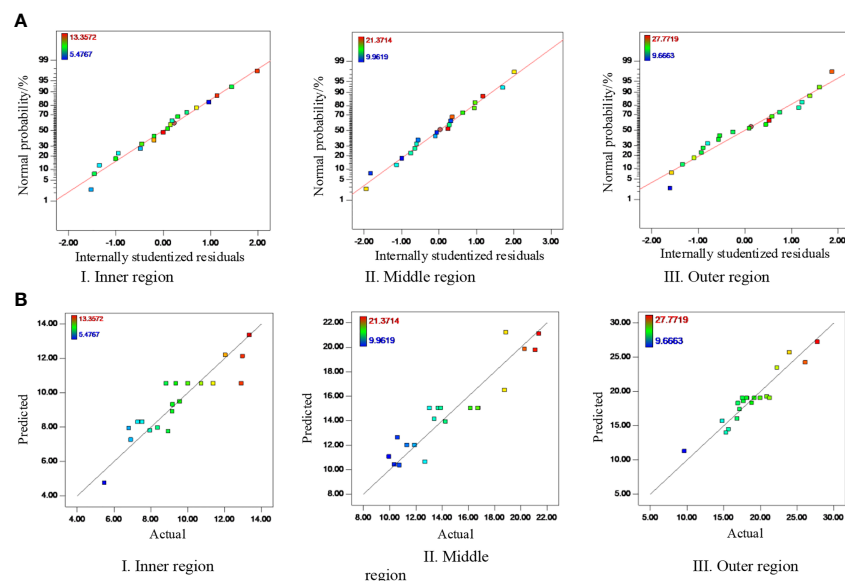 A
13.3572
5.4767
Normal probability/%
99
95
90
80
70
50
30
20
10
5
1
-2.00 -1.00 0.00 1.00 2.00
Internally studentized residuals
I. Inner region
21.3714
9.9619
Normal probability/%
99
95
90
80
70
50
30
20
10
5
1
-2.00 -1.00 0.00 1.00 2.00 3.00
Internally studentized residuals
II. Middle region
27.7719
9.6663
Normal probability/%
99
95
90
80
70
50
30
20
10
5
1
-2.00 -1.00 0.00 1.00 2.00
Internally studentized residuals
III. Outer region
B
13.3572
5.4767
Predicted
14.00
12.00
10.00
8.00
6.00
4.00
4.00 6.00 8.00 10.00 12.00 14.00
Actual
I. Inner region
21.3714
9.9619
Predicted
22.00
20.00
18.00
16.00
14.00
12.00
10.00
8.00
8.00 10.00 12.00 14.00 16.00 18.00 20.00 22.00
Actual
II. Middle
region
27.7719
9.6663
Predicted
30.00
25.00
20.00
15.00
10.00
5.00
5.00 10.00 15.00 20.00 25.00 30.00
Actual
III. Outer region